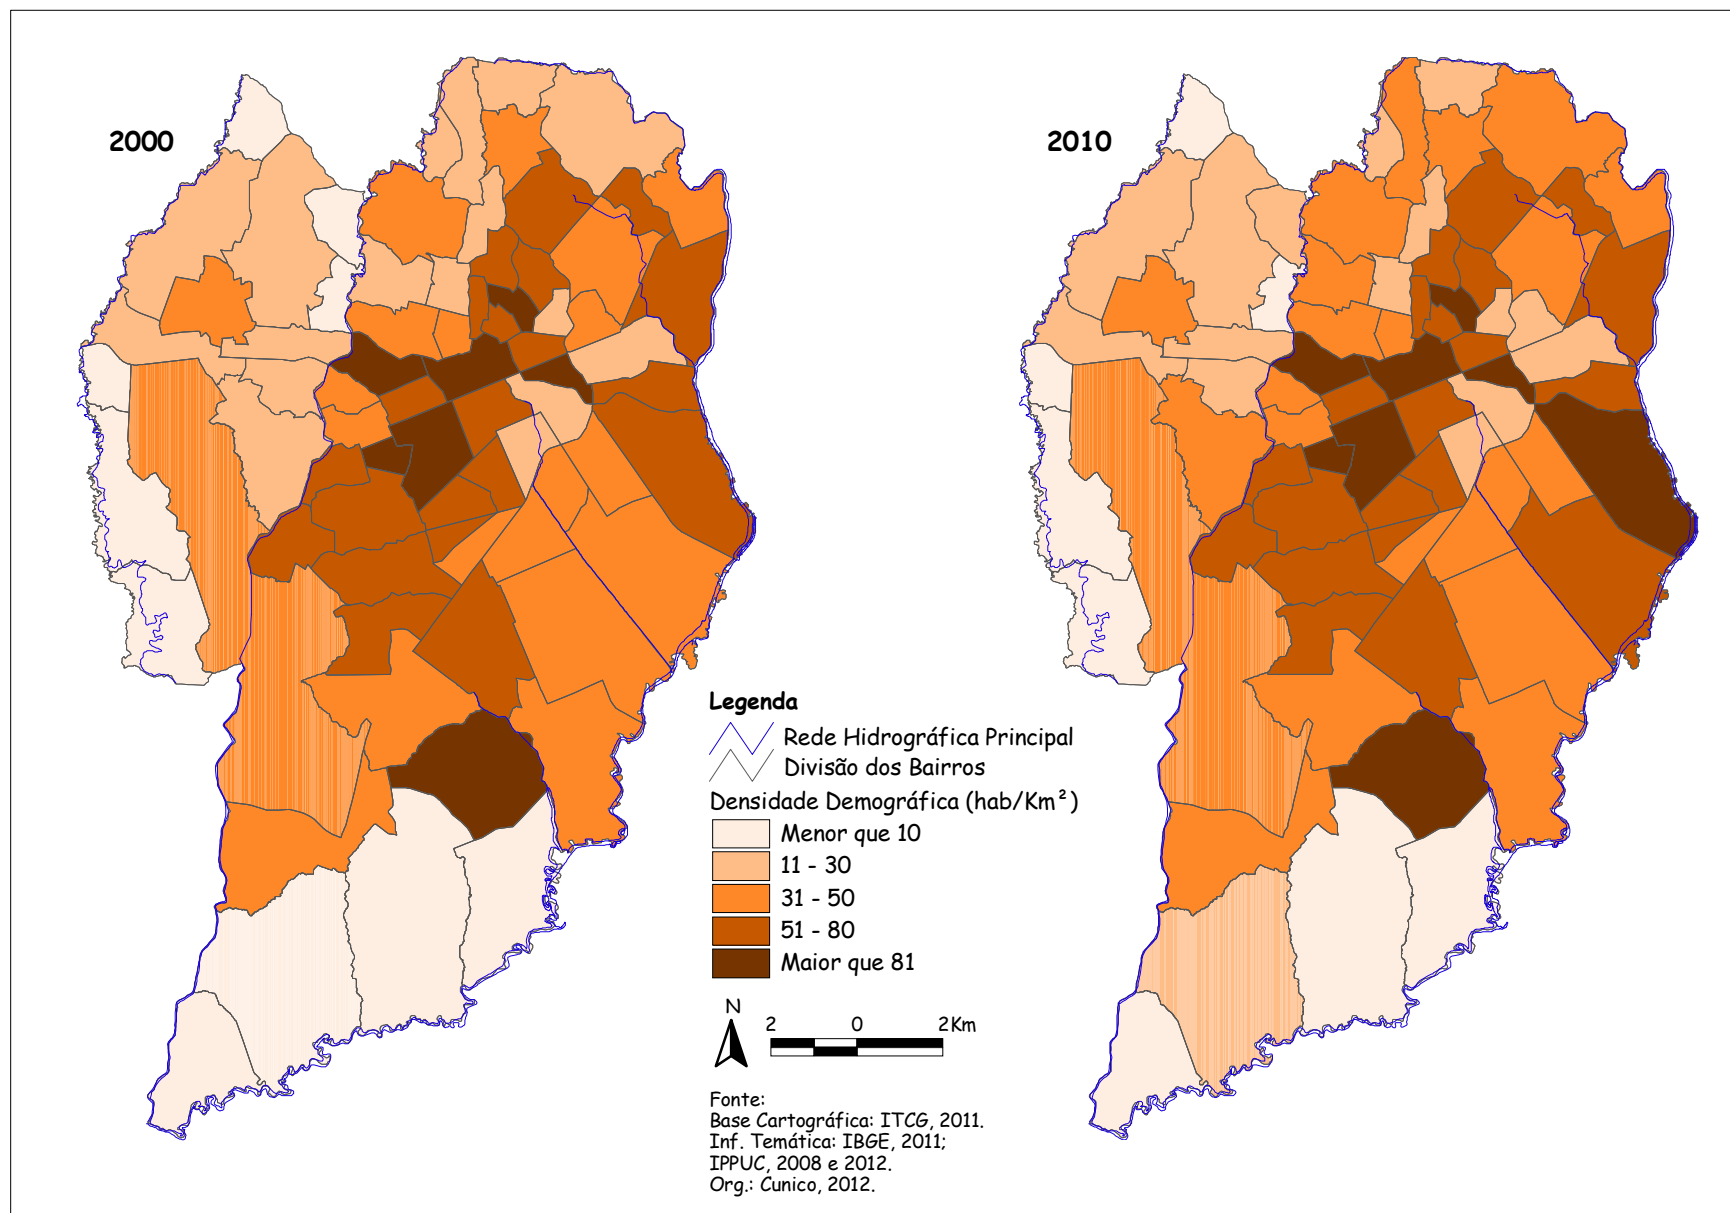 2000
2010
Legenda
Rede Hidrográfica Principal
Divisão dos Bairros
Densidade Demográfica (hab/Km²)
Menor que 10
11 - 30
31 - 50
51 - 80
Maior que 81
N
2 0 2Km
Fonte:
Base Cartográfica: ITCG, 2011.
Inf. Temática: IBGE, 2011;
IPPUC, 2008 e 2012.
Org.: Cunico, 2012.